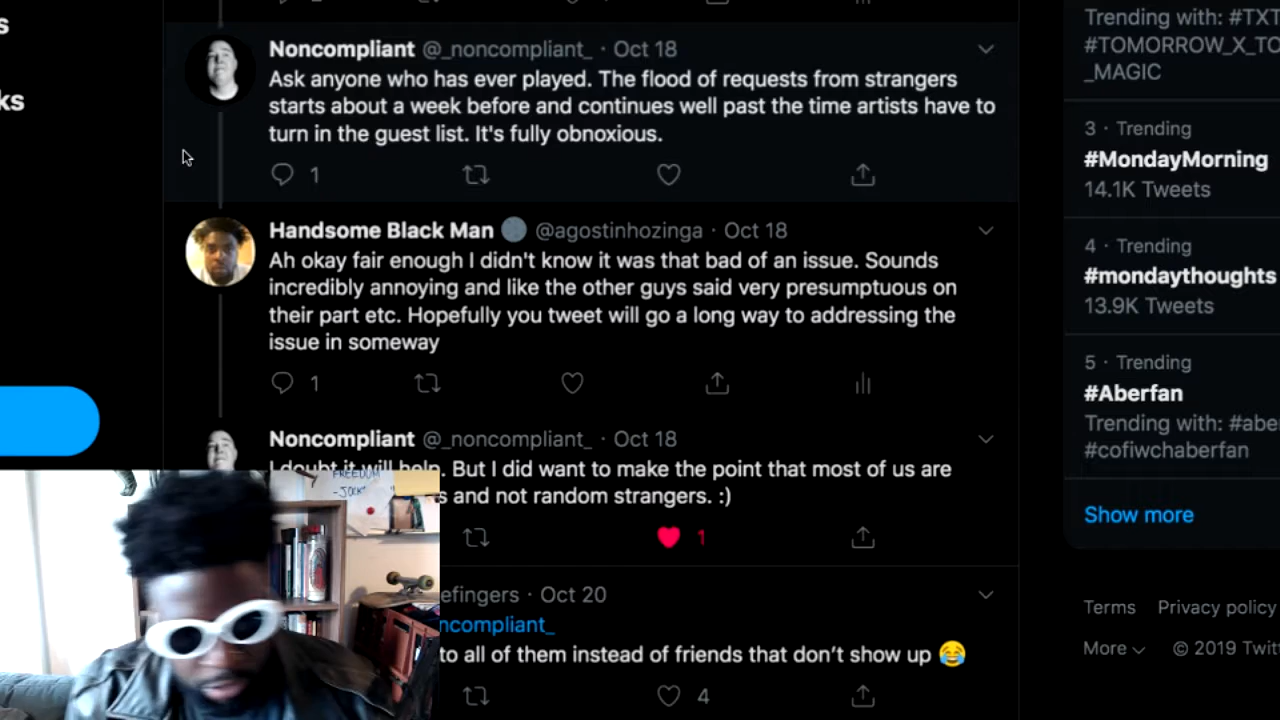 Noncompliant @_noncompliant_ · Oct 18
Ask anyone who has ever played. The flood of requests from strangers
starts about a week before and continues well past the time artists have to
turn in the guest list. It's fully obnoxious.
1
Handsome Black Man @agostinhozinga · Oct 18
Ah okay fair enough I didn't know it was that bad of an issue. Sounds
incredibly annoying and like the other guys said very presumptuous on
their part etc. Hopefully you tweet will go a long way to addressing the
issue in someway
1
Noncompliant @_noncompliant_ · Oct 18
I doubt it will help. But I did want to make the point that most of us are
s and not random strangers. :)
1
efingers · Oct 20
ncompliant_
to all of them instead of friends that don't show up 😂
4
FREEDOM
-JOCK
s
ks
Trending with: #TXT
#TOMORROW_X_TO
_MAGIC
3 · Trending
#MondayMorning
14.1K Tweets
4 · Trending
#mondaythoughts
13.9K Tweets
5 · Trending
#Aberfan
Trending with: #abe
#cofiwchaberfan
Show more
Terms Privacy policy
More © 2019 Twit